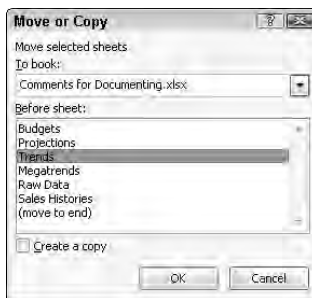 Move or Copy
Move selected sheets
To book:
Comments for Documenting.xlsx
Before sheet:
Budgets
Projections
Trends
Megatrends
Raw Data
Sales Histories
(move to end)
Create a copy
OK Cancel